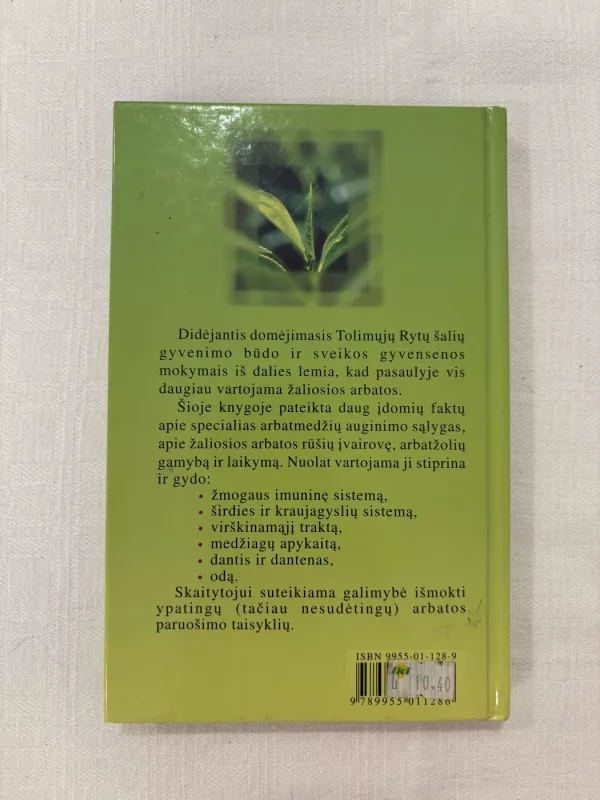 Didėjantis domėjimasis Tolimųjų Rytų šalių
gyvenimo būdo ir sveikos gyvensenos
mokymais iš dalies lemia, kad pasaulyje vis
daugiau vartojama žaliosios arbatos.
Šioje knygoje pateikta daug įdomių faktų
apie specialias arbatmedžių auginimo sąlygas,
apie žaliosios arbatos rūšių įvairovę, arbatžolių
gamybą ir laikymą. Nuolat vartojama ji stiprina
ir gydo:
• žmogaus imuninę sistemą,
• širdies ir kraujagyslių sistemą,
• virškinamąjį traktą,
• medžiagų apykaitą,
• dantis ir dantenas,
• odą.
Skaitytojui suteikiama galimybė išmokti
ypatingų (tačiau nesudėtingų) arbatos
paruošimo taisyklių.
ISBN 9955-01-128-9
iki
10.40
9 789955 011286